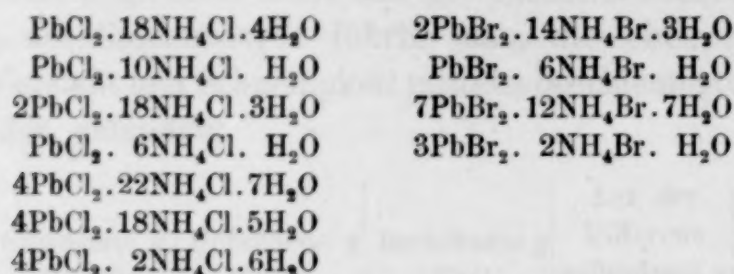 PbCl₂.18NH₄Cl.4H₂O
PbCl₂.10NH₄Cl. H₂O
2PbCl₂.18NH₄Cl.3H₂O
PbCl₂. 6NH₄Cl. H₂O
4PbCl₂.22NH₄Cl.7H₂O
4PbCl₂.18NH₄Cl.5H₂O
4PbCl₂. 2NH₄Cl.6H₂O
2PbBr₂.14NH₄Br.3H₂O
PbBr₂. 6NH₄Br. H₂O
7PbBr₂.12NH₄Br.7H₂O
3PbBr₂. 2NH₄Br. H₂O